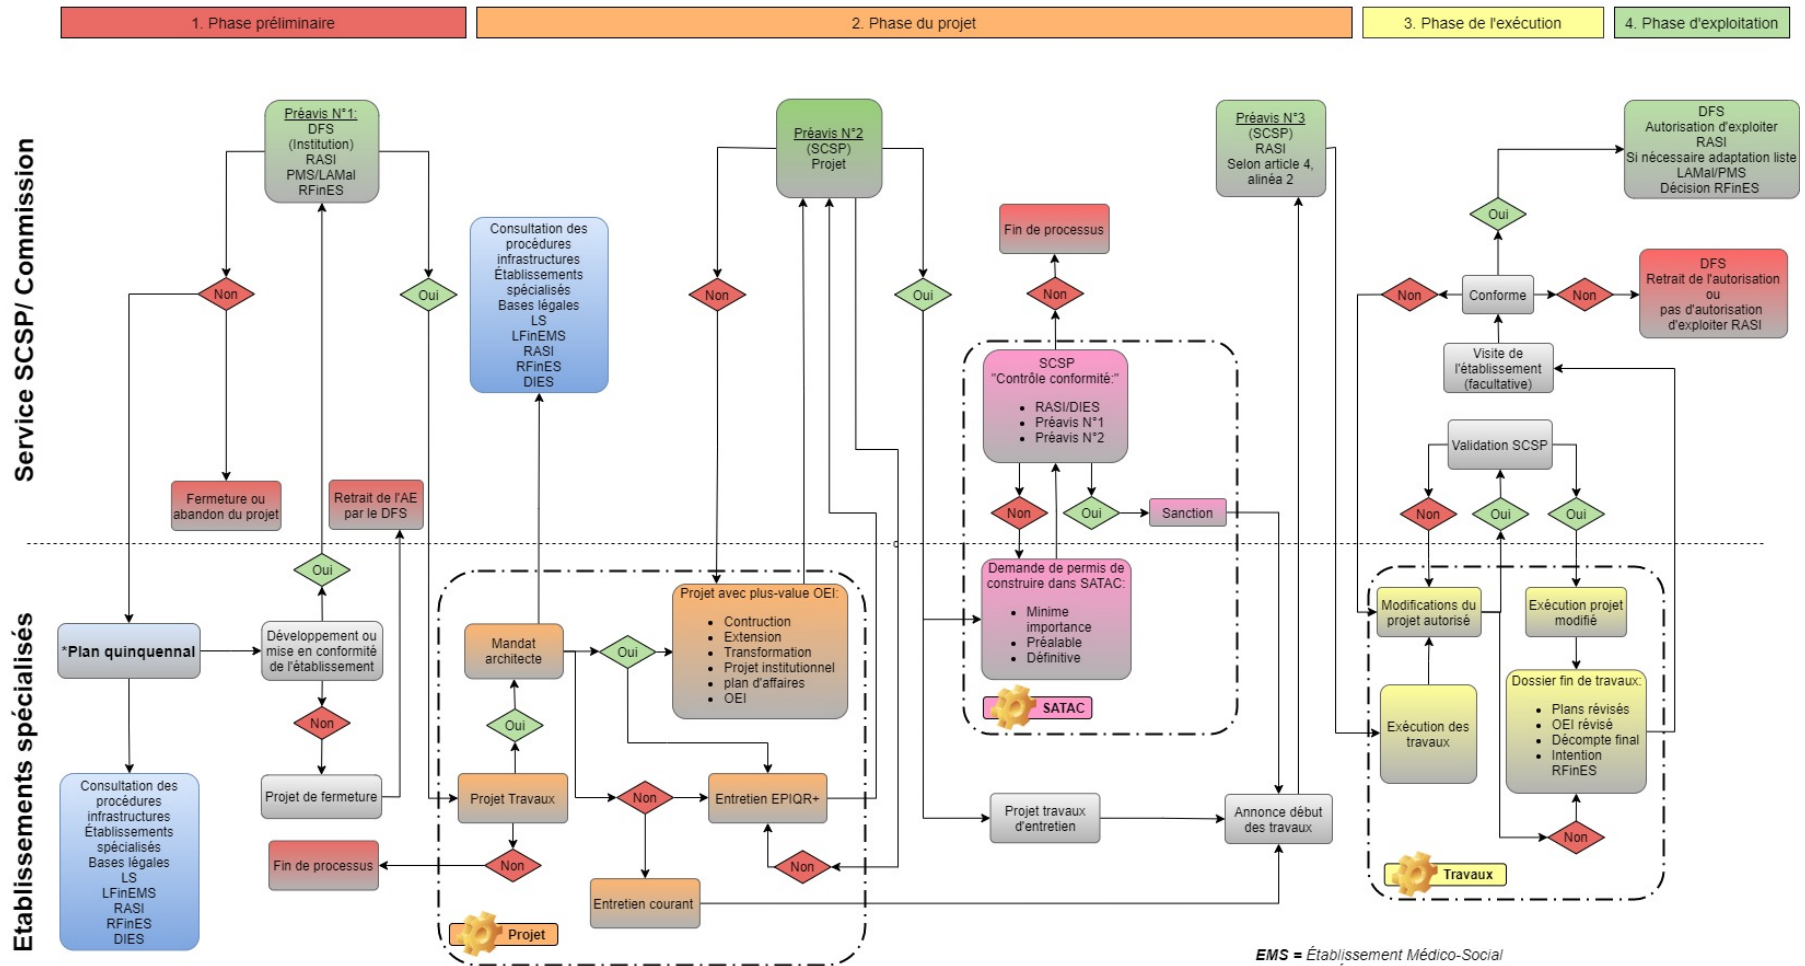 1. Phase préliminaire
2. Phase du projet
3. Phase de l'exécution
4. Phase d'exploitation
Service SCSP/ Commission
Préavis N°1:
DFS
(Institution)
RASI
PMS/LAMal
RFinES
Non
Oui
Fermeture ou
abandon du projet
Retrait de l'AE
par le DFS
Consultation des
procédures
infrastructures
Établissements
spécialisés
Bases légales
LS
LFinEMS
RASI
RFinES
DIES
Préavis N°2
(SCSP)
Projet
Non
Oui
Fin de processus
Non
SCSP
"Contrôle conformité:"
• RASI/DIES
• Préavis N°1
• Préavis N°2
Non
Oui
Sanction
Préavis N°3
(SCSP)
RASI
Selon article 4,
alinéa 2
DFS
Autorisation d'exploiter
RASI
Si nécessaire adaptation liste
LAMal/PMS
Décision RFinES
Oui
Non
Conforme
Non
DFS
Retrait de l'autorisation
ou
pas d'autorisation
d'exploiter RASI
Visite de
l'établissement
(facultative)
Validation SCSP
Non
Oui
Oui
Etablissements spécialisés
*Plan quinquennal
Oui
Développement ou
mise en conformité
de l'établissement
Non
Projet de fermeture
Consultation des
procédures
infrastructures
Établissements
spécialisés
Bases légales
LS
LFinEMS
RASI
RFinES
DIES
Fin de processus
Mandat
architecte
Oui
Oui
Projet Travaux
Non
Non
Projet avec plus-value OEI:
• Contruction
• Extension
• Transformation
• Projet institutionnel
• plan d'affaires
• OEI
Entretien EPIQR+
Non
Entretien courant
Projet
Demande de permis de
construire dans SATAC:
• Minime
importance
• Préalable
• Définitive
SATAC
Projet travaux
d'entretien
Annonce début
des travaux
Modifications du
projet autorisé
Exécution projet
modifié
Exécution des
travaux
Dossier fin de travaux:
• Plans révisés
• OEI révisé
• Décompte final
• Intention
RFinES
Non
Travaux
EMS = Établissement Médico-Social